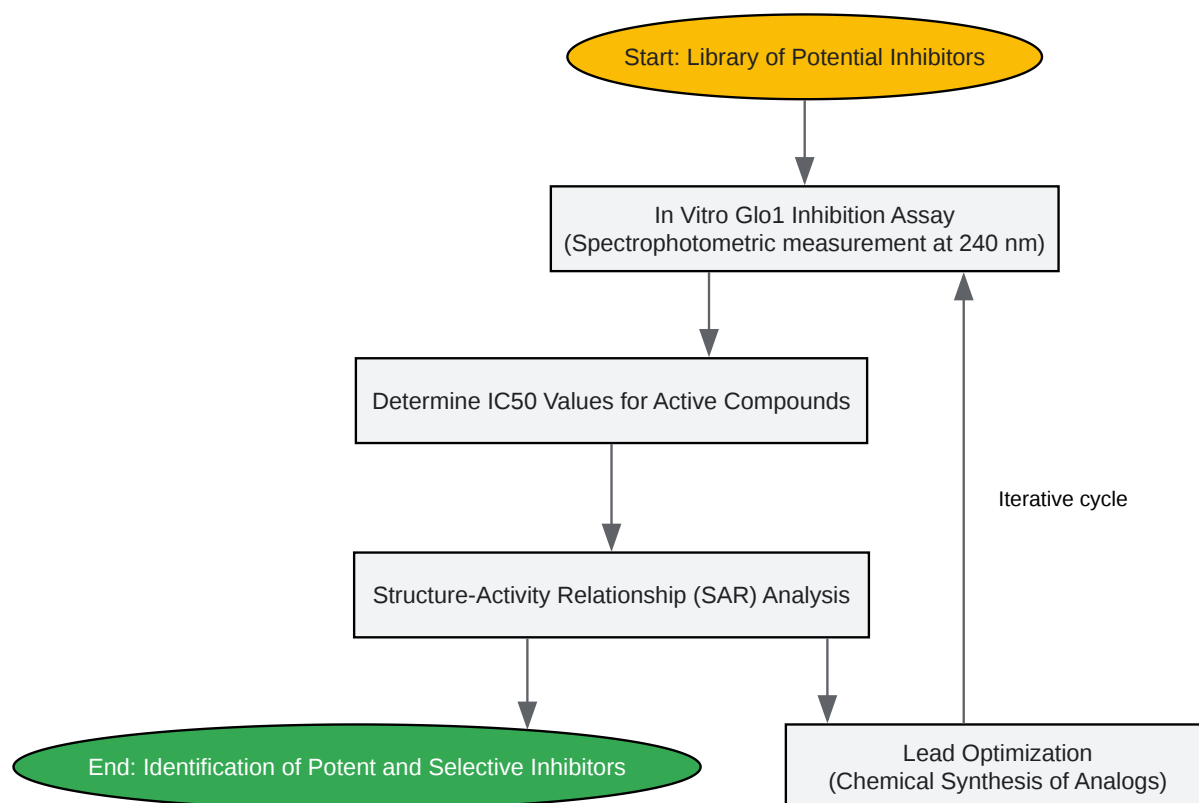 Start: Library of Potential Inhibitors
In Vitro Glo1 Inhibition Assay
(Spectrophotometric measurement at 240 nm)
Determine IC50 Values for Active Compounds
Iterative cycle
Structure-Activity Relationship (SAR) Analysis
End: Identification of Potent and Selective Inhibitors
Lead Optimization
(Chemical Synthesis of Analogs)